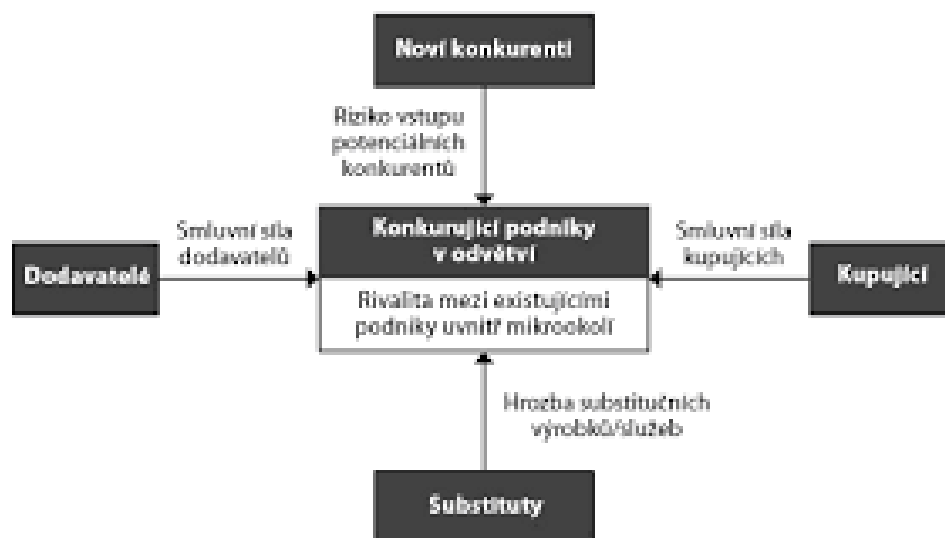 Noví konkurenti
Riziko vstupu
potenciálních
konkurentů
Smluvní síla
dodavatelů
Dodavatelé
Konkurující podniky
v odvětví
Rivalita mezi existujícími
podniky uvnitř mikrookolí
Smluvní síla
kupujících
Kupující
Hrozba substitučních
výrobků/služeb
Substituty